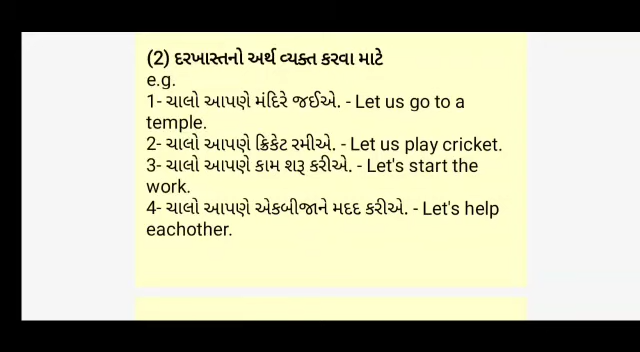 (2) દરખાસ્તનો અર્થ વ્યક્ત કરવા માટે
e.g.
1- ચાલો આપણે મંદિરે જઈએ. - Let us go to a
temple.
2- ચાલો આપણે ક્રિકેટ રમીએ. - Let us play cricket.
3- ચાલો આપણે કામ શરૂ કરીએ. - Let's start the
work.
4- ચાલો આપણે એકબીજાને મદદ કરીએ. - Let's help
eachother.